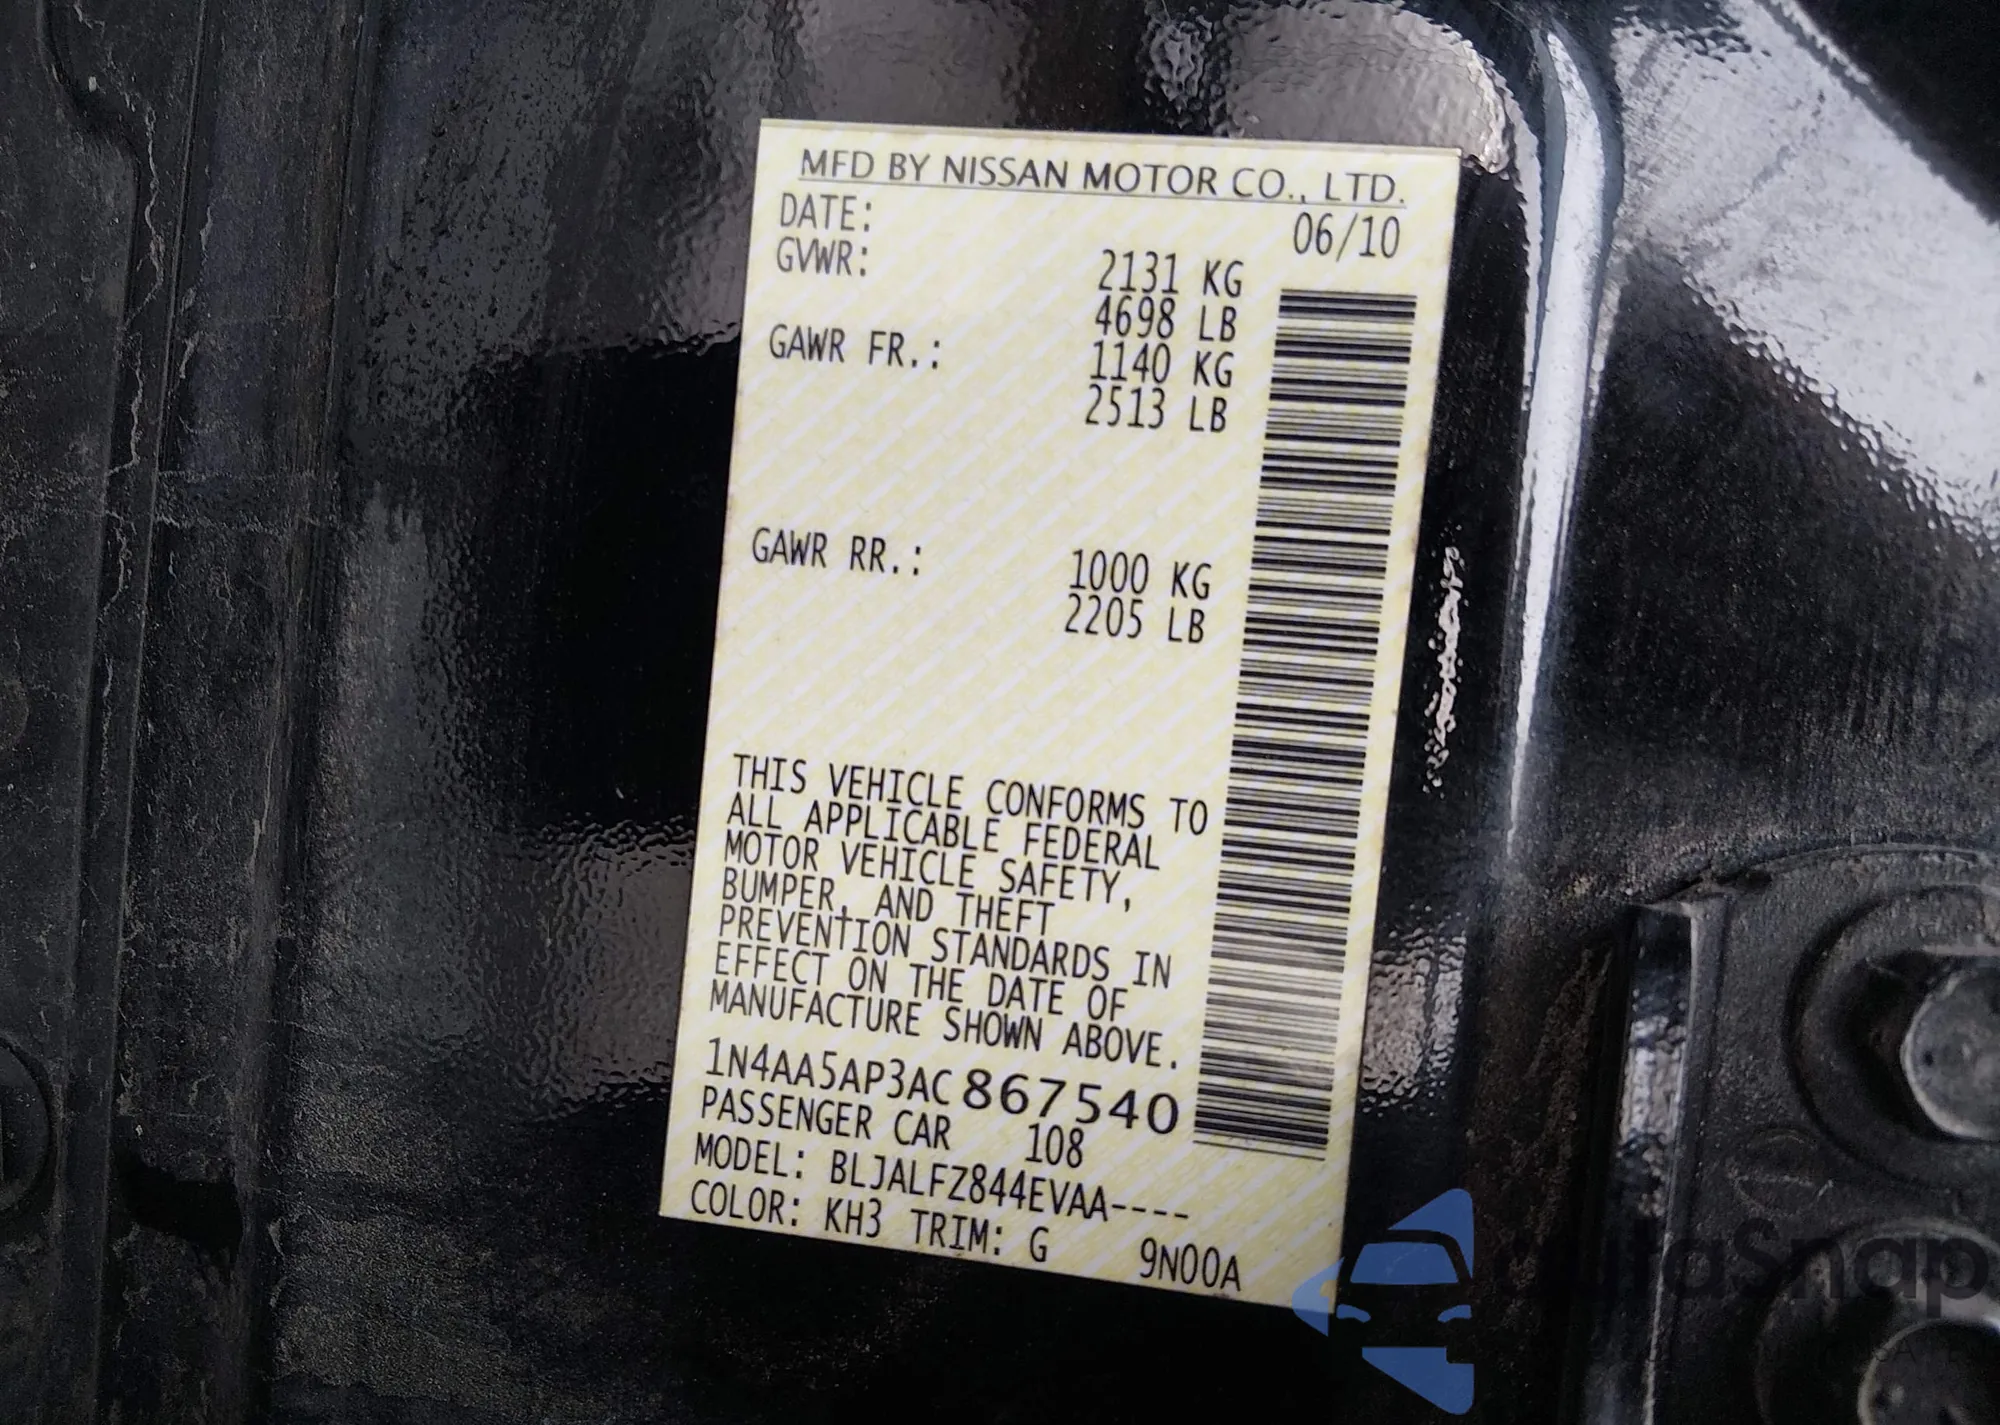 MFD BY NISSAN MOTOR CO., LTD.
DATE: 06/10
GVWR: 2131 KG
4698 LB
GAWR FR.: 1140 KG
2513 LB
GAWR RR.: 1000 KG
2205 LB
THIS VEHICLE CONFORMS TO
ALL APPLICABLE FEDERAL
MOTOR VEHICLE SAFETY,
BUMPER, AND THEFT
PREVENTION STANDARDS IN
EFFECT ON THE DATE OF
MANUFACTURE SHOWN ABOVE.
1N4AA5AP3AC867540
PASSENGER CAR 108
MODEL: BLJALFZ844EVAA----
COLOR: KH3 TRIM: G 9N00A